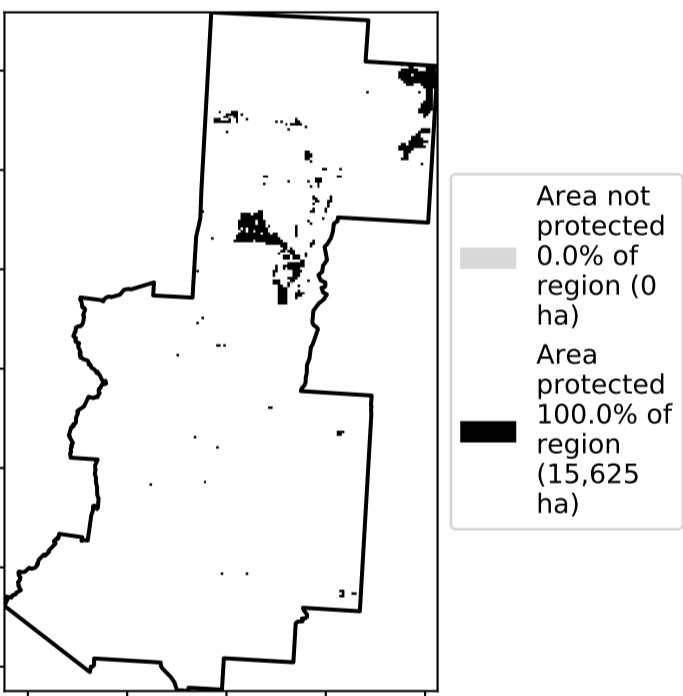 Area not
protected
0.0% of
region (0
ha)
Area
protected
100.0% of
region
(15,625
ha)